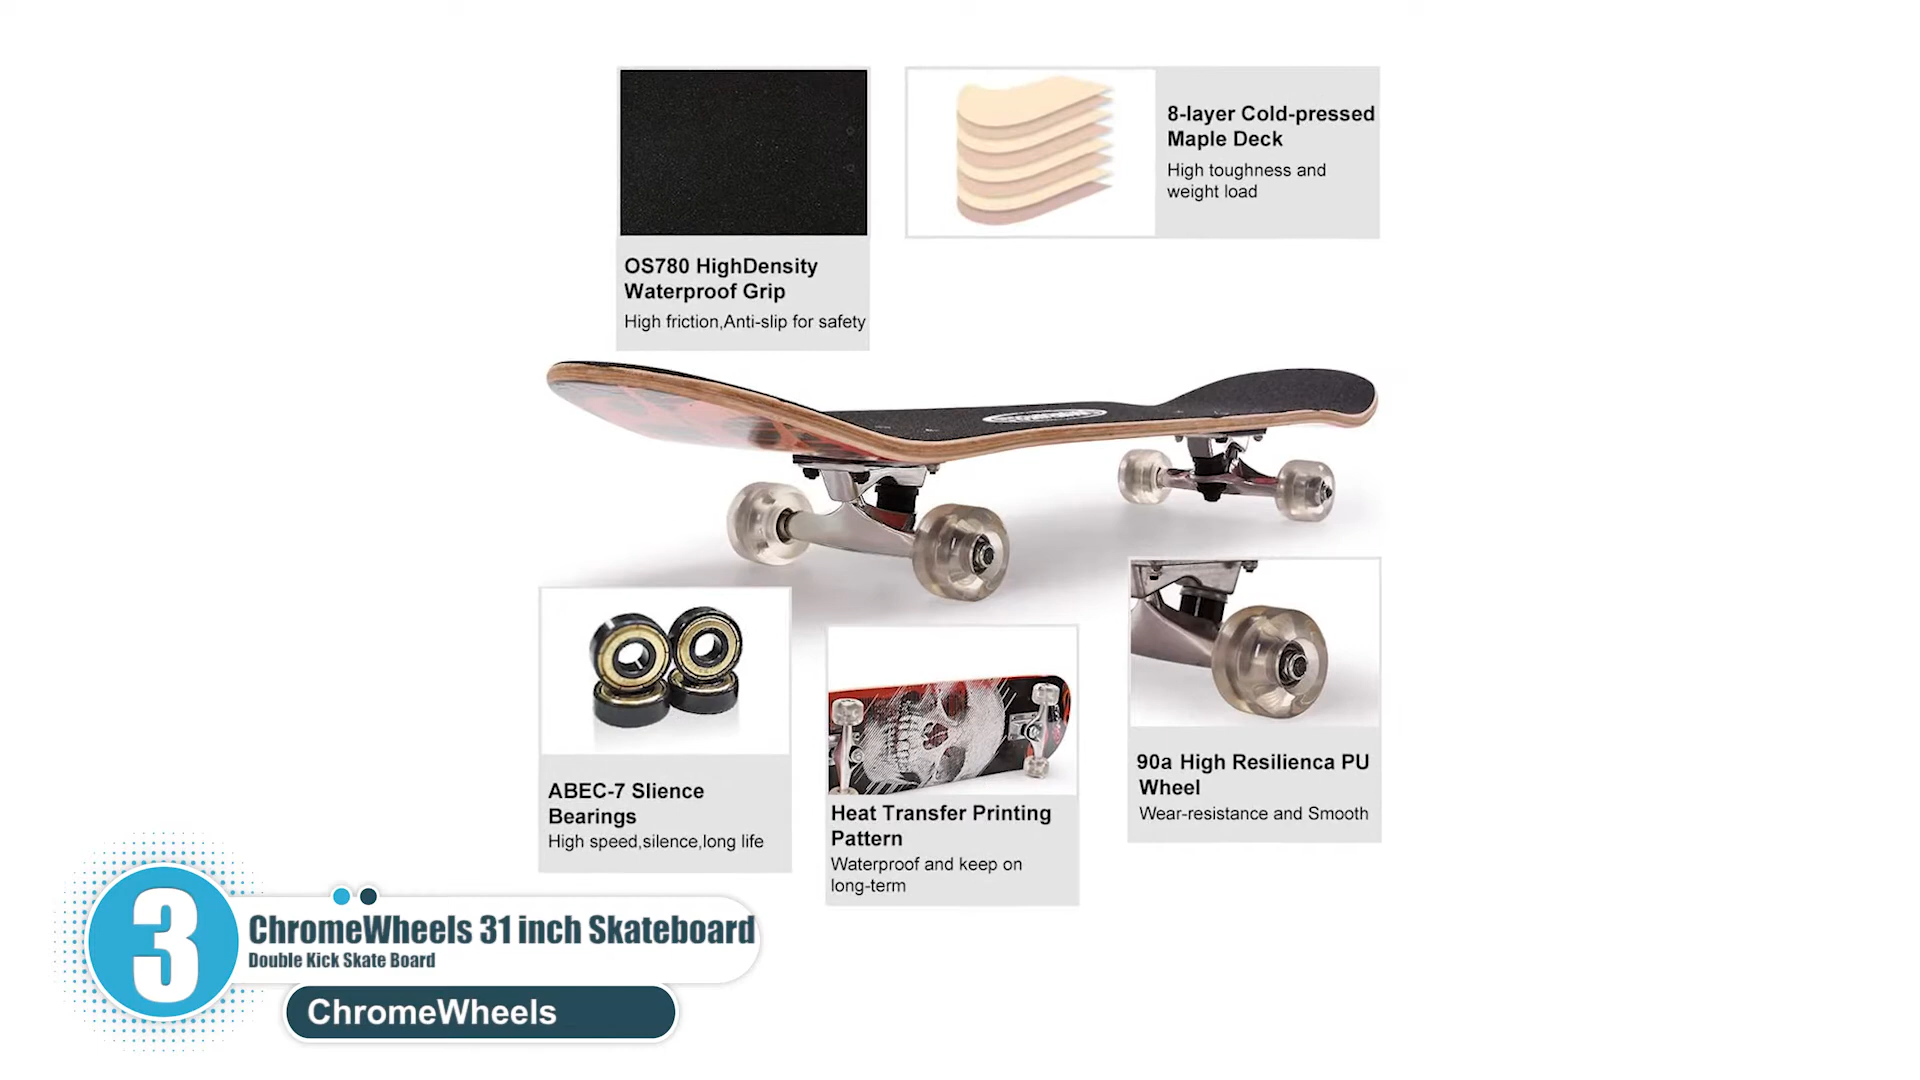 8-layer Cold-pressed
Maple Deck
High toughness and
weight load
OS780 HighDensity
Waterproof Grip
High friction,Anti-slip for safety
ABEC-7 Slience
Bearings
High speed,silence,long life
Heat Transfer Printing
Pattern
Waterproof and keep on
long-term
90a High Resilienca PU
Wheel
Wear-resistance and Smooth
3
ChromeWheels 31 inch Skateboard
Double Kick Skate Board
ChromeWheels